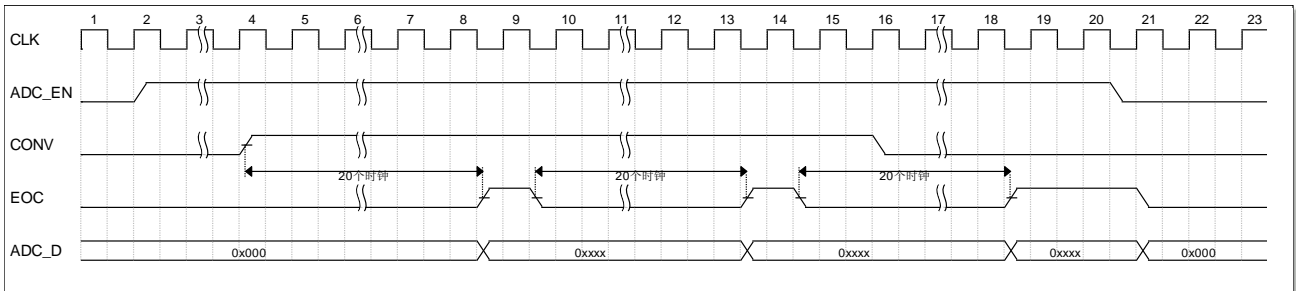 1 2 3 4 5 6 7 8 9 10 11 12 13 14 15 16 17 18 19 20 21 22 23
CLK
ADC_EN
CONV
20个时钟 20个时钟 20个时钟
EOC
ADC_D 0x000 0xxxx 0xxxx 0xxxx 0x000